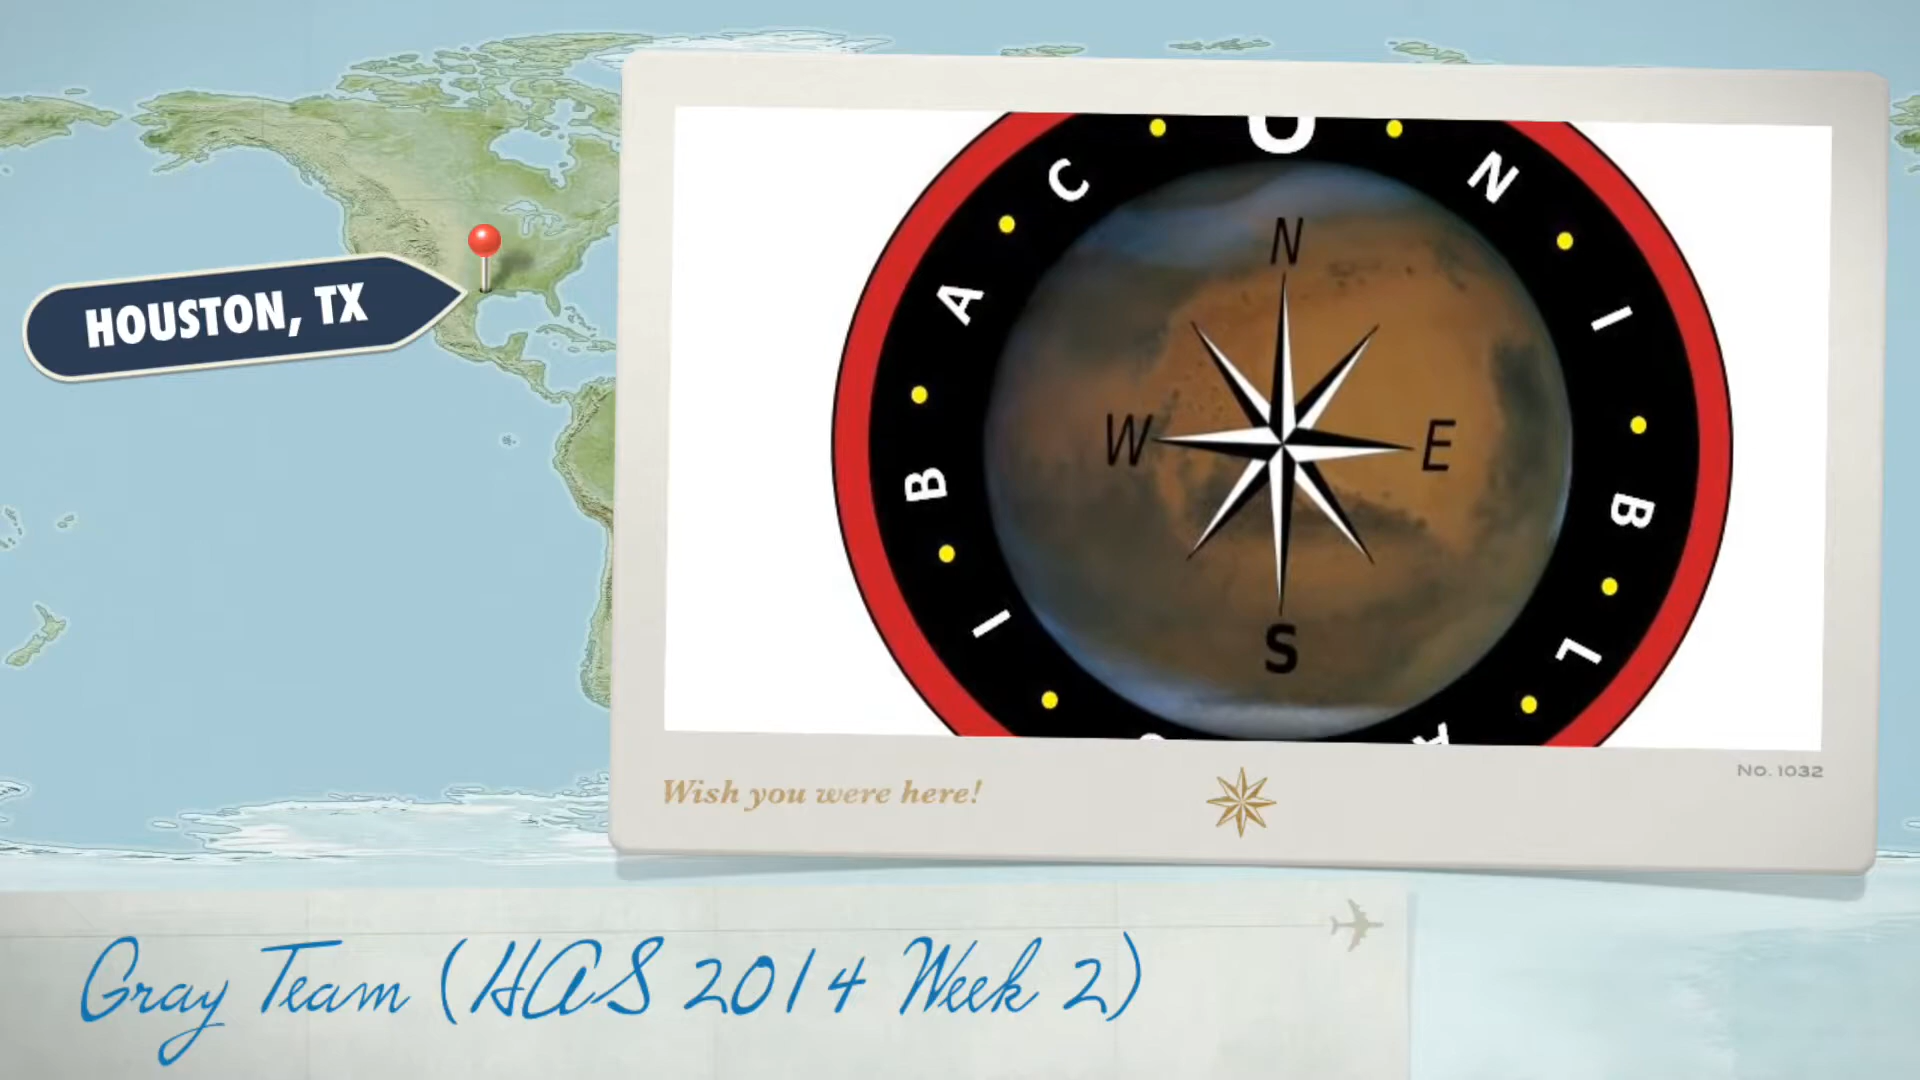 HOUSTON, TX
I • B • A • C • O • N • I • B • L • A
N
W E
S
Wish you were here!
No. 1032
Gray Team (HAS 2014 Week 2)